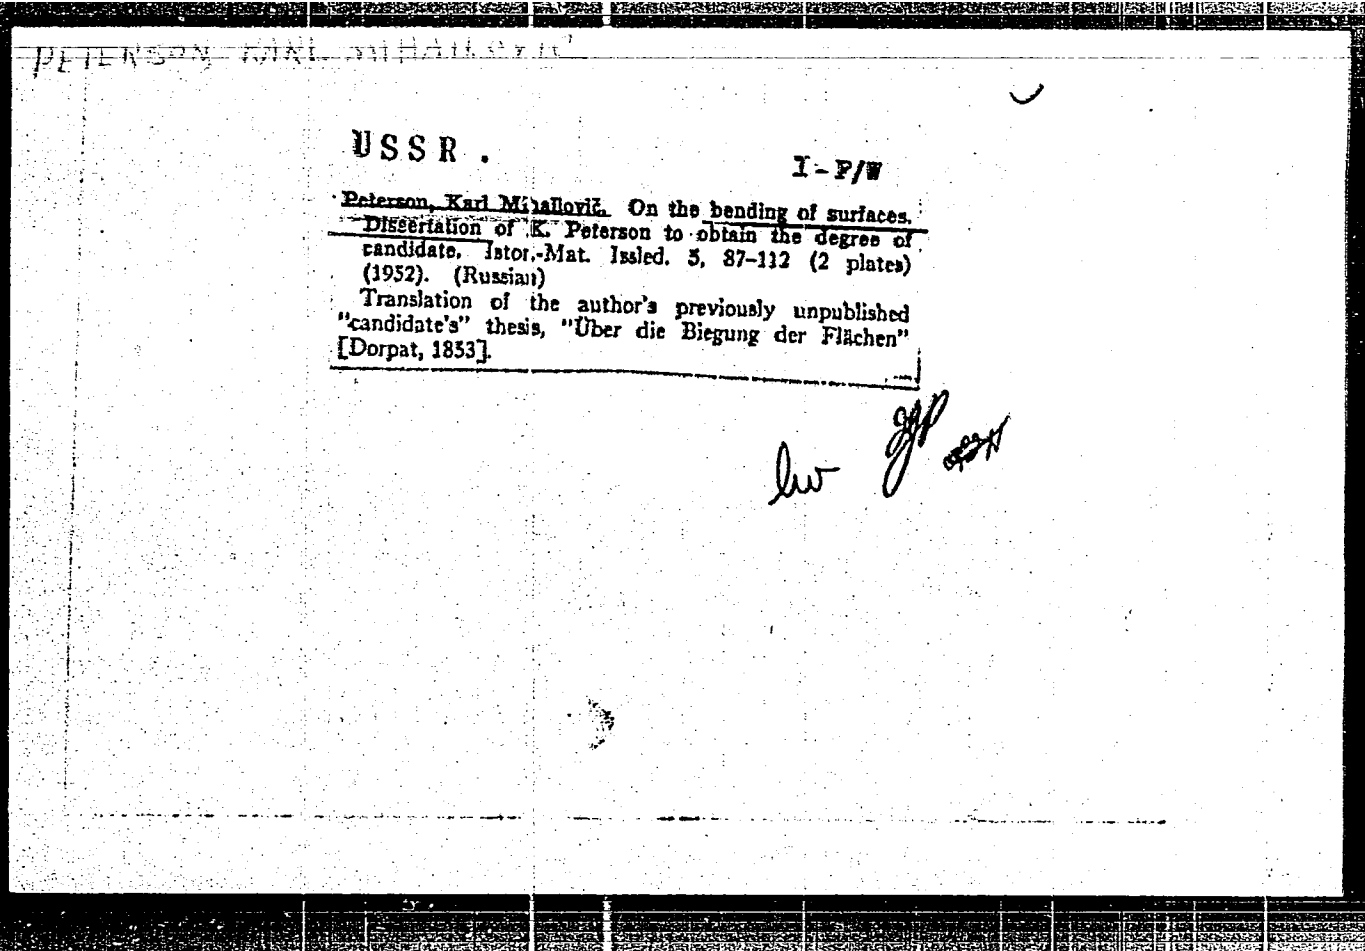 PETERSON, KARL MIHAILOVIC
USSR.
I-F/W
Peterson, Karl Mihailovič. On the bending of surfaces.
Dissertation of K. Peterson to obtain the degree of
candidate. Istor.-Mat. Issled. 5, 87–112 (2 plates)
(1952). (Russian)
Translation of the author's previously unpublished
"candidate's" thesis, "Über die Biegung der Flächen"
[Dorpat, 1853].